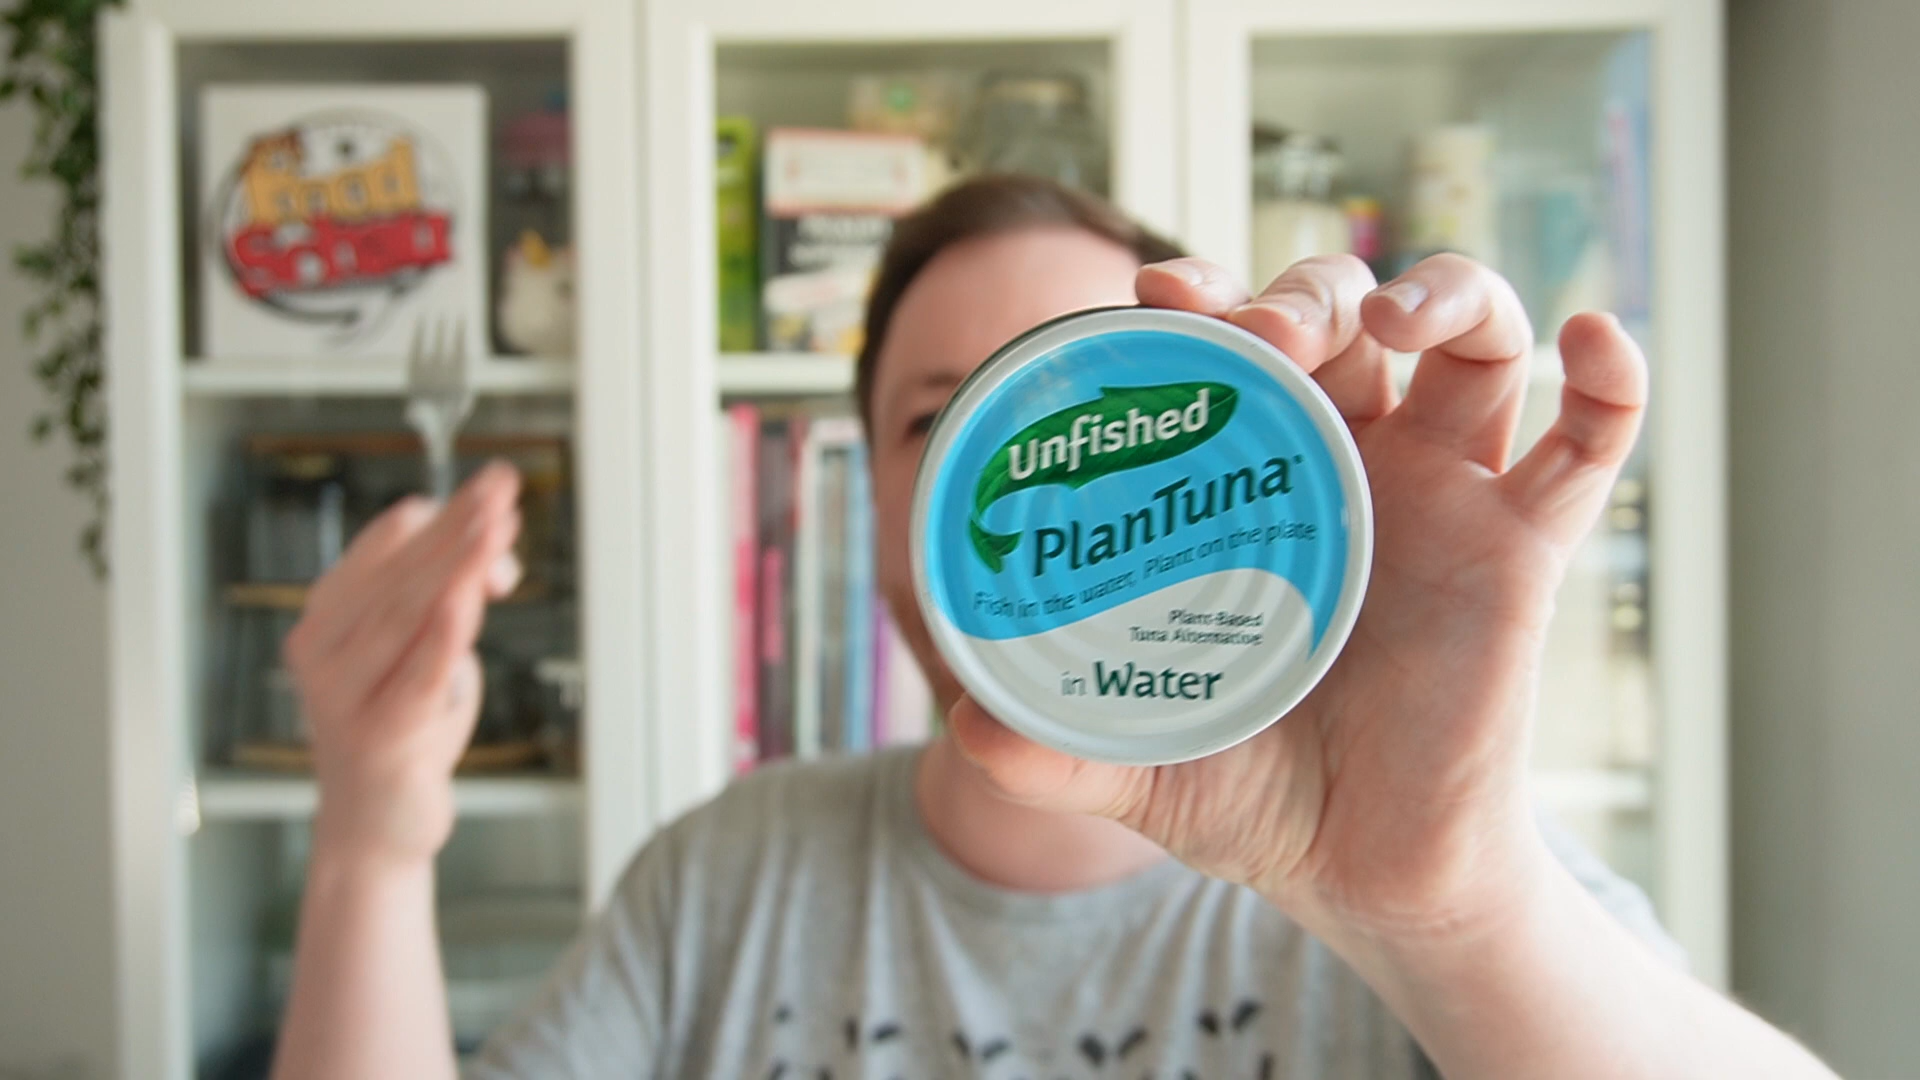 Unfished
PlanTuna
Fish in the water, Plant on the plate
Plant-Based
Tuna Alternative
in Water